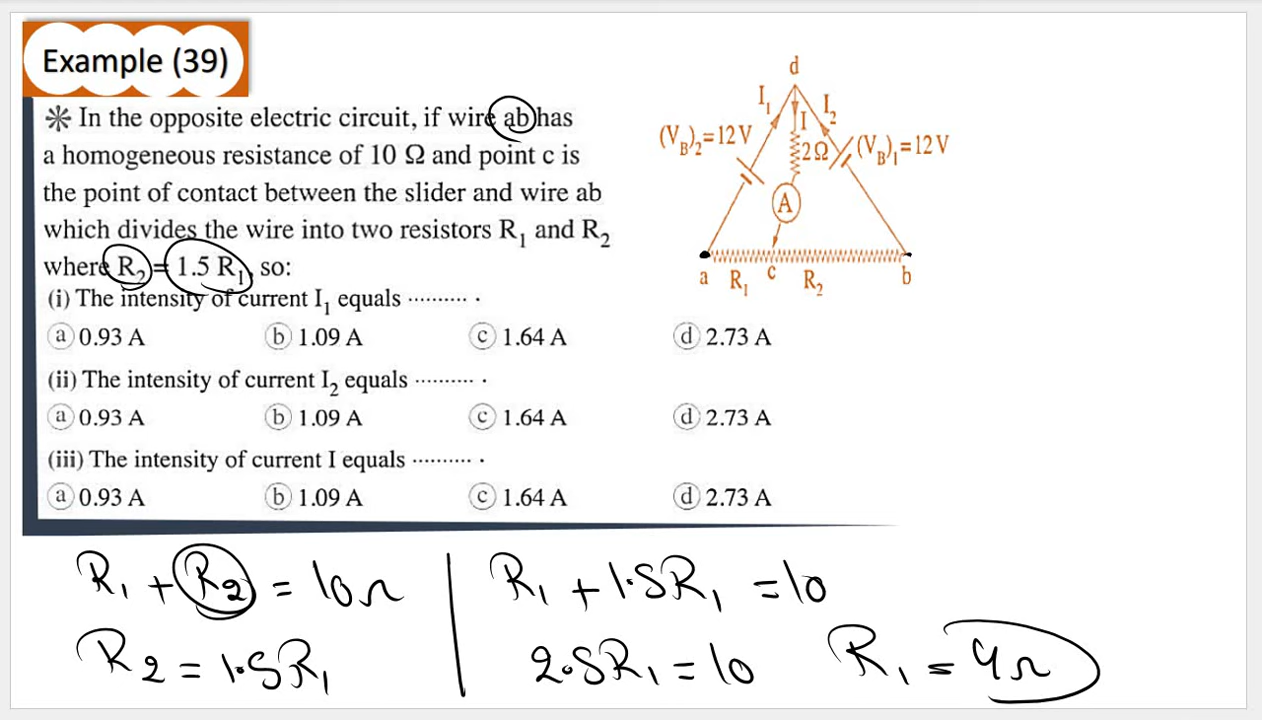 Example (39)
✻ In the opposite electric circuit, if wire ab has
a homogeneous resistance of 10 Ω and point c is
the point of contact between the slider and wire ab
which divides the wire into two resistors R₁ and R₂
where R₂ = 1.5 R₁, so:
(i) The intensity of current I₁ equals .......... .
ⓐ 0.93 A ⓑ 1.09 A ⓒ 1.64 A ⓓ 2.73 A
(ii) The intensity of current I₂ equals .......... .
ⓐ 0.93 A ⓑ 1.09 A ⓒ 1.64 A ⓓ 2.73 A
(iii) The intensity of current I equals .......... .
ⓐ 0.93 A ⓑ 1.09 A ⓒ 1.64 A ⓓ 2.73 A
d
I₁ I I₂
(V_B)₂=12V 2Ω (V_B)₁=12V
A
a R₁ c R₂ b
R₁ + R₂ = 10Ω
R₂ = 1.5R₁
R₁ + 1.5R₁ = 10
2.5R₁ = 10 R₁ = 4Ω